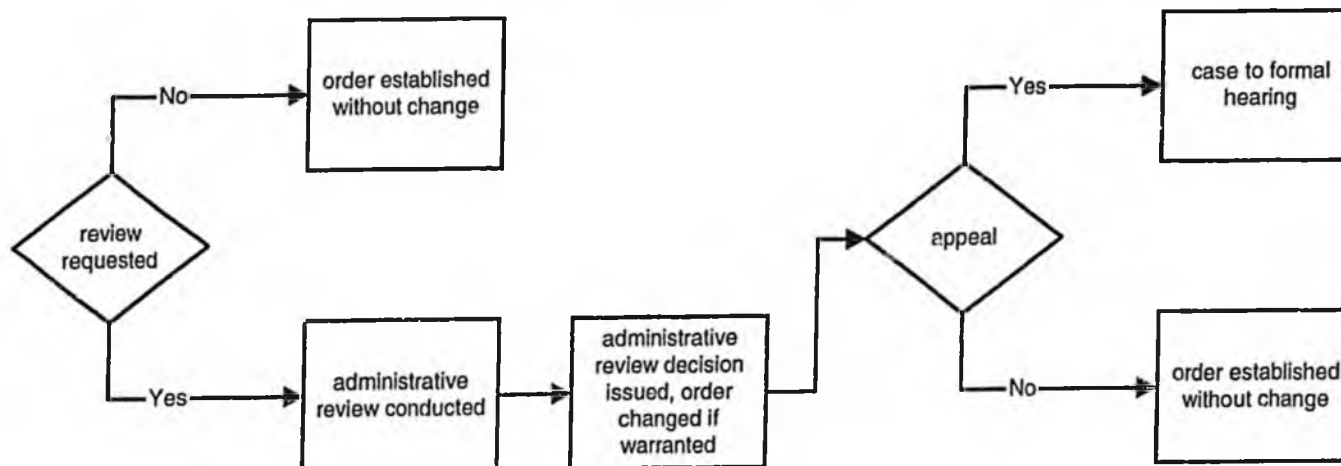 No
order established
without change
review
requested
Yes
administrative
review conducted
administrative
review decision
issued, order
changed if
warranted
appeal
Yes
case to formal
hearing
No
order established
without change